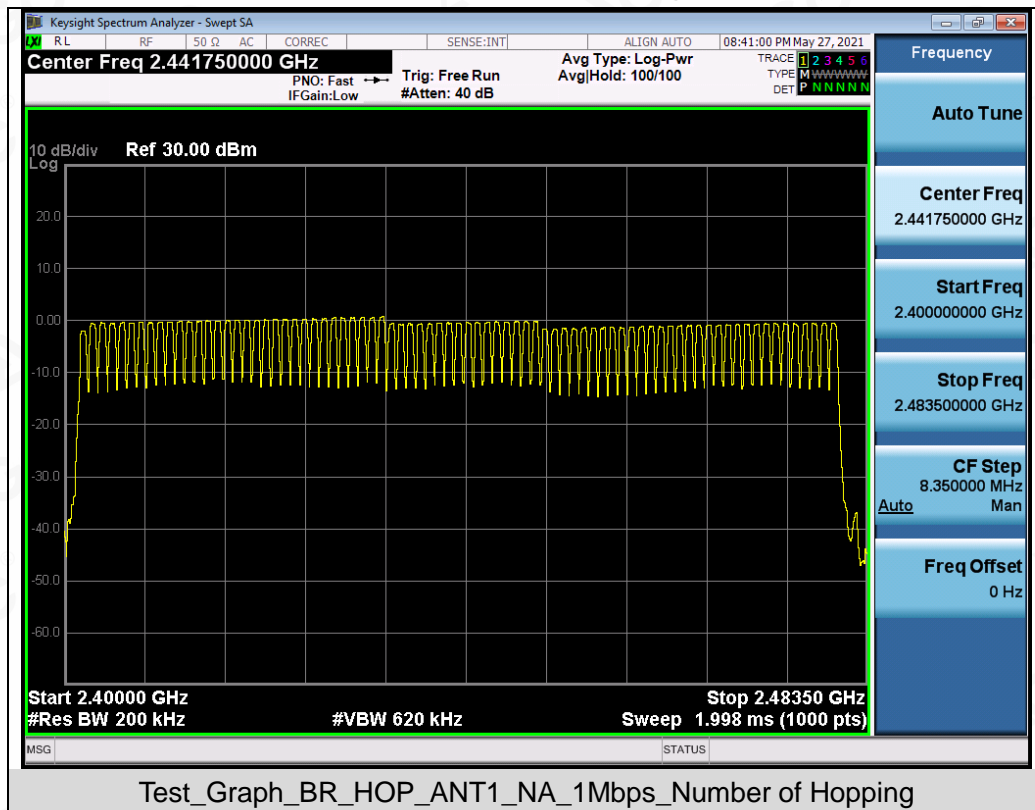 Keysight Spectrum Analyzer - Swept SA
LXI RL RF 50 Ω AC CORREC SENSE:INT ALIGN AUTO 08:41:00 PM May 27, 2021
Center Freq 2.441750000 GHz
PNO: Fast
IFGain:Low
Trig: Free Run
#Atten: 40 dB
Avg Type: Log-Pwr
Avg|Hold: 100/100
TRACE 1 2 3 4 5 6
TYPE M WWWWW
DET P N N N N N
10 dB/div Ref 30.00 dBm
Log
20.0
10.0
0.00
-10.0
-20.0
-30.0
-40.0
-50.0
-60.0
Start 2.40000 GHz Stop 2.48350 GHz
#Res BW 200 kHz #VBW 620 kHz Sweep 1.998 ms (1000 pts)
MSG STATUS
Frequency
Auto Tune
Center Freq
2.441750000 GHz
Start Freq
2.400000000 GHz
Stop Freq
2.483500000 GHz
CF Step
8.350000 MHz
Auto Man
Freq Offset
0 Hz
Test_Graph_BR_HOP_ANT1_NA_1Mbps_Number of Hopping